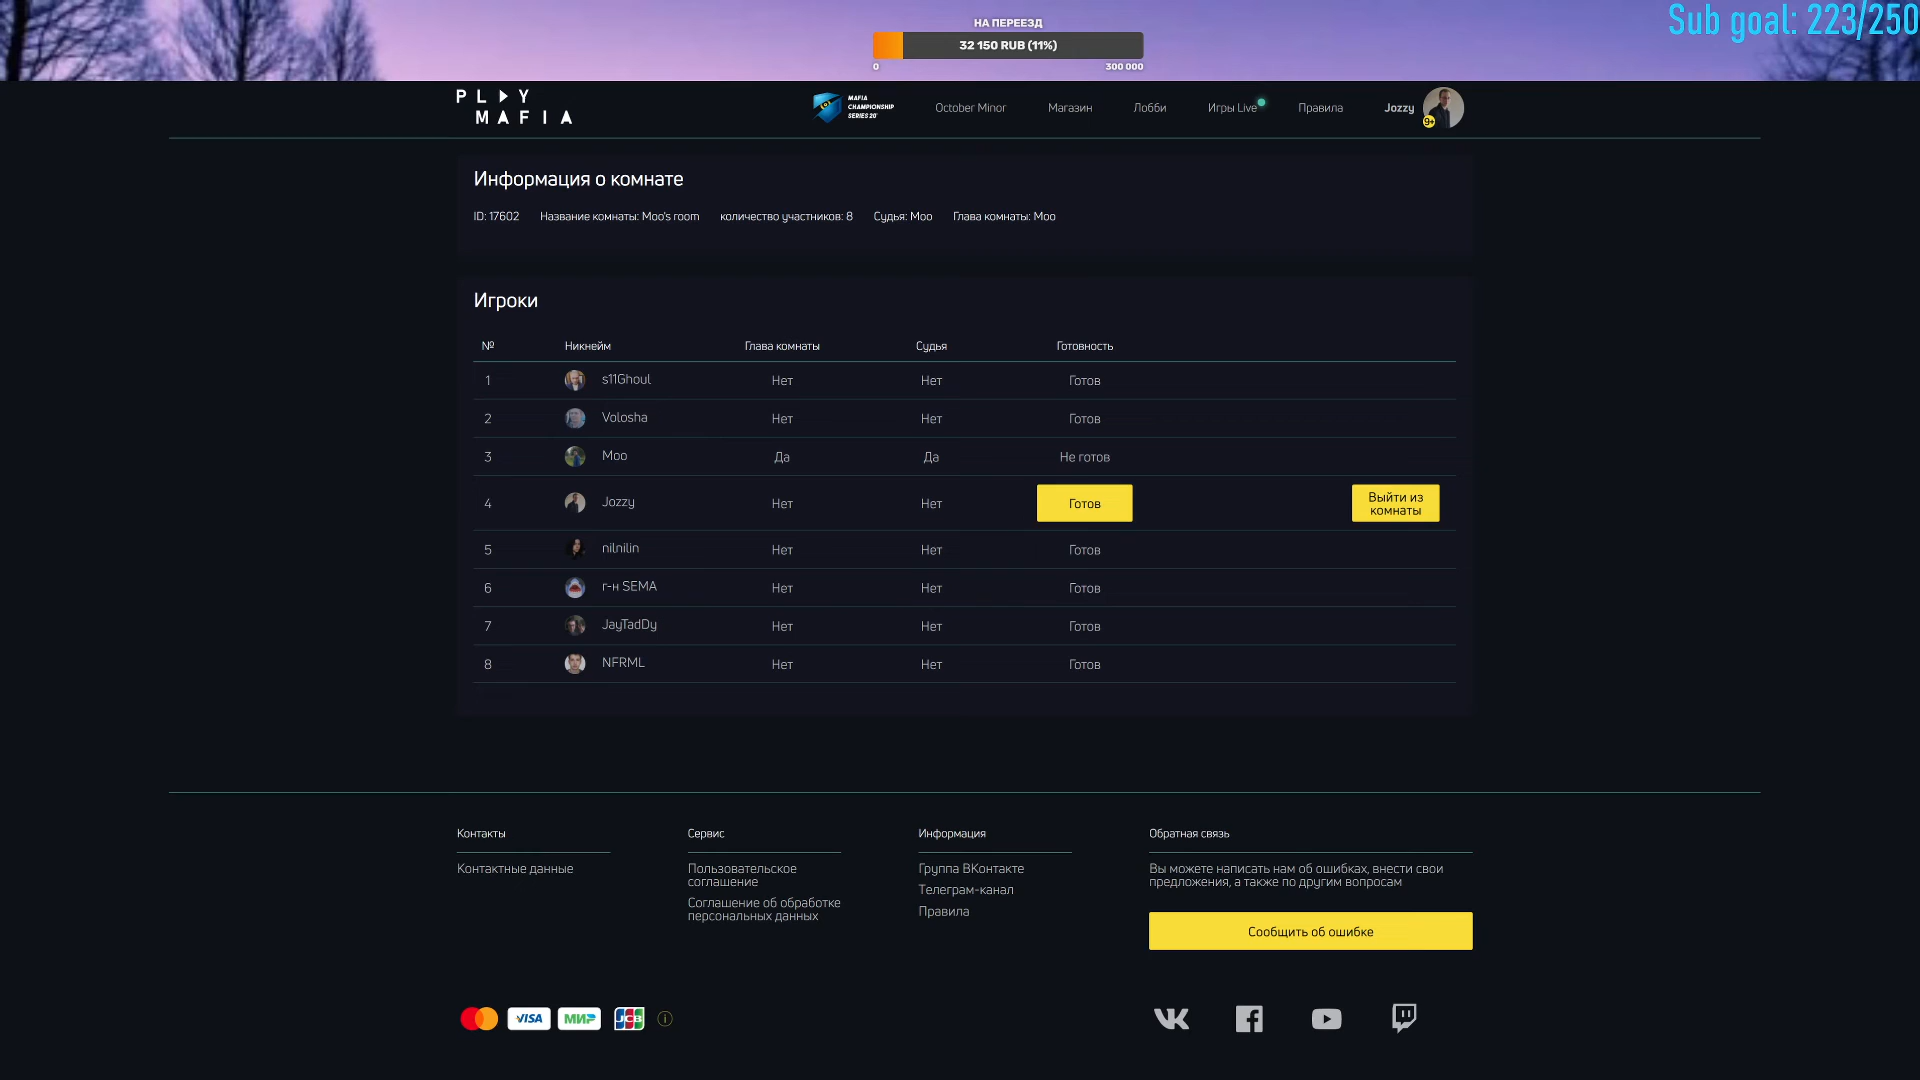 НА ПЕРЕЕЗД
32 150 RUB (11%)
0 300 000
Sub goal: 223/250
PLAY
MAFIA
MAFIA
CHAMPIONSHIP
SERIES 20'
October Minor Магазин Лобби Игры Live Правила Jozzy
9+
Информация о комнате
ID: 17602 Название комнаты: Moo's room количество участников: 8 Судья: Moo Глава комнаты: Moo
Игроки
№ Никнейм Глава комнаты Судья Готовность
1 s11Ghoul Нет Нет Готов
2 Volosha Нет Нет Готов
3 Moo Да Да Не готов
4 Jozzy Нет Нет Готов Выйти из
комнаты
5 nilnilin Нет Нет Готов
6 г-н SEMA Нет Нет Готов
7 JayTadDy Нет Нет Готов
8 NFRML Нет Нет Готов
Контакты
Контактные данные
Сервис
Пользовательское
соглашение
Соглашение об обработке
персональных данных
Информация
Группа ВКонтакте
Телеграм-канал
Правила
Обратная связь
Вы можете написать нам об ошибках, внести свои
предложения, а также по другим вопросам
Сообщить об ошибке
VISA МИР JCB